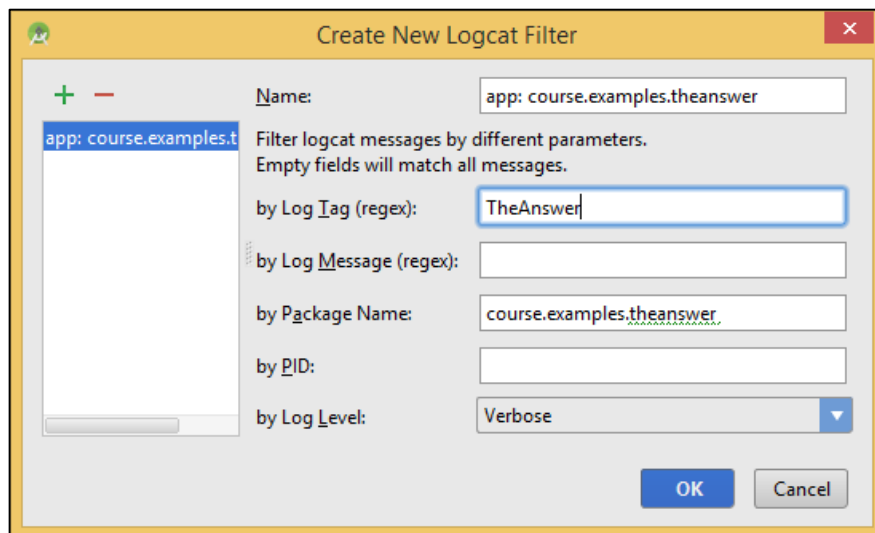 Create New Logcat Filter
Name:
app: course.examples.theanswer
app: course.examples.t
Filter logcat messages by different parameters.
Empty fields will match all messages.
by Log Tag (regex):
TheAnswer
by Log Message (regex):
by Package Name:
course.examples.theanswer
by PID:
by Log Level:
Verbose
OK
Cancel